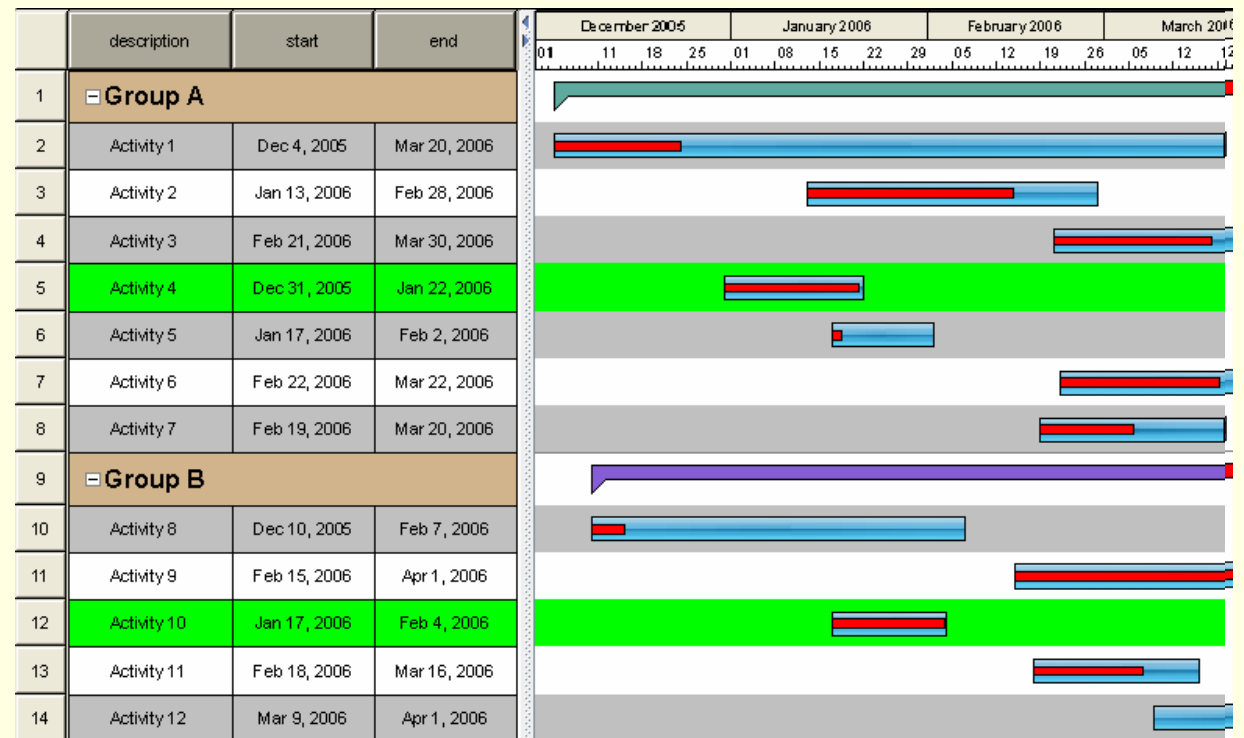 description start end December 2005 January 2006 February 2006 March 200
01 11 18 25 01 08 15 22 29 05 12 19 26 05 12 12
1 Group A
2 Activity 1 Dec 4, 2005 Mar 20, 2006
3 Activity 2 Jan 13, 2006 Feb 28, 2006
4 Activity 3 Feb 21, 2006 Mar 30, 2006
5 Activity 4 Dec 31, 2005 Jan 22, 2006
6 Activity 5 Jan 17, 2006 Feb 2, 2006
7 Activity 6 Feb 22, 2006 Mar 22, 2006
8 Activity 7 Feb 19, 2006 Mar 20, 2006
9 Group B
10 Activity 8 Dec 10, 2005 Feb 7, 2006
11 Activity 9 Feb 15, 2006 Apr 1, 2006
12 Activity 10 Jan 17, 2006 Feb 4, 2006
13 Activity 11 Feb 18, 2006 Mar 16, 2006
14 Activity 12 Mar 9, 2006 Apr 1, 2006